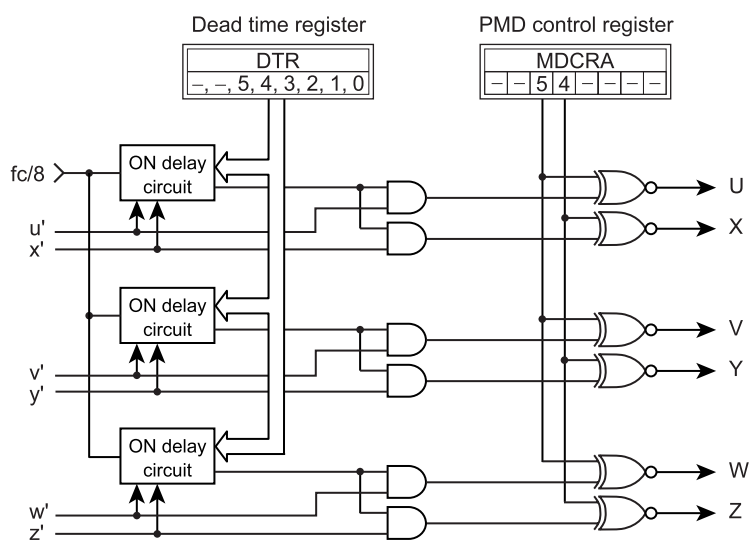 Dead time register
PMD control register
DTR
MDCRA
–, –, 5, 4, 3, 2, 1, 0
– – 5 4 – – – –
fc/8
ON delay
circuit
U
u'
X
x'
ON delay
circuit
V
v'
Y
y'
ON delay
circuit
W
w'
Z
z'